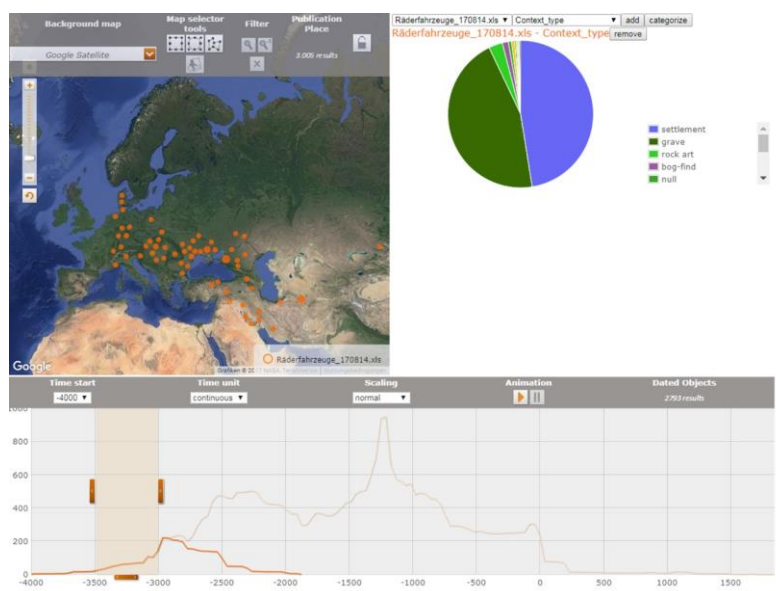 Background map
Map selector tools
Filter
Publication Place
Google Satellite
3.005 results
Räderfahrzeuge_170814.xls
Context_type
add
categorize
Räderfahrzeuge_170814.xls - Context_type
remove
settlement
grave
rock art
bog-find
null
Räderfahrzeuge_170814.xls
Google
Time start
Time unit
Scaling
Animation
Dated Objects
-4000
continuous
normal
2793 results
1000
800
600
400
200
0
-4000 -3500 -3000 -2500 -2000 -1500 -1000 -500 0 500 1000 1500